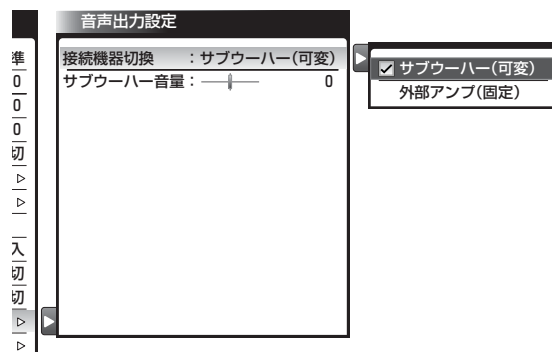 準
0
0
0
切
▷
▷
入
切
切
▷
▷
音声出力設定
接続機器切換 :サブウーハー(可変)
サブウーハー音量: 0
サブウーハー(可変)
外部アンプ(固定)